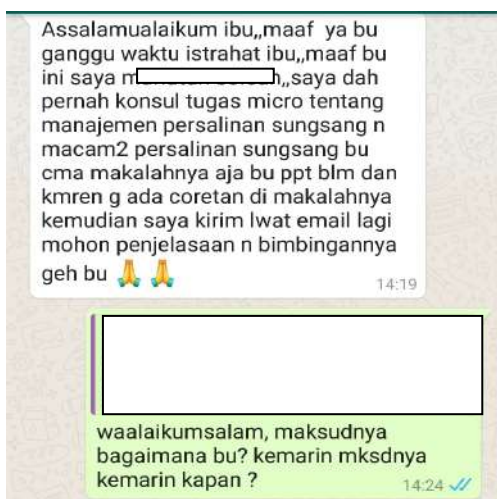 Assalamualaikum ibu,,maaf ya bu
ganggu waktu istrahat ibu,,maaf bu
ini saya ,,saya dah
pernah konsul tugas micro tentang
manajemen persalinan sungsang n
macam2 persalinan sungsang bu
cma makalahnya aja bu ppt blm dan
kmren g ada coretan di makalahnya
kemudian saya kirim lwat email lagi
mohon penjelasaan n bimbingannya
geh bu 🙏 🙏
14:19
waalaikumsalam, maksudnya
bagaimana bu? kemarin mksdnya
kemarin kapan ?
14:24